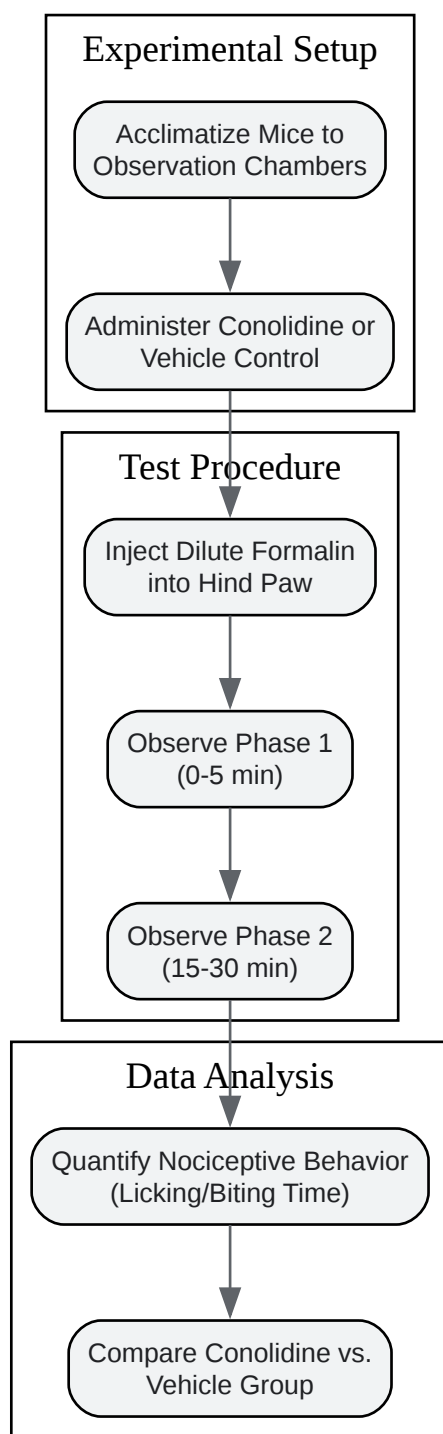 Experimental Setup
Acclimatize Mice to
Observation Chambers
Administer Conolidine or
Vehicle Control
Test Procedure
Inject Dilute Formalin
into Hind Paw
Observe Phase 1
(0-5 min)
Observe Phase 2
(15-30 min)
Data Analysis
Quantify Nociceptive Behavior
(Licking/Biting Time)
Compare Conolidine vs.
Vehicle Group